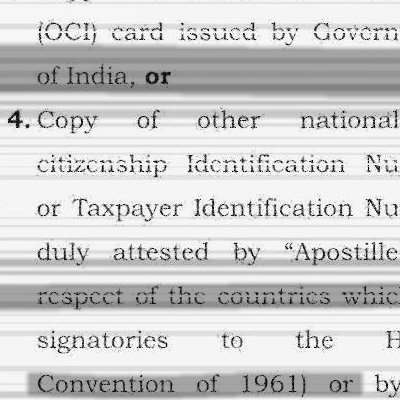 (OCI) card issued by Govern
of India, or
4. Copy of other national
citizenship Identification Nu
or Taxpayer Identification Nu
duly attested by “Apostille
respect of the countries whic
signatories to the H
Convention of 1961) or by